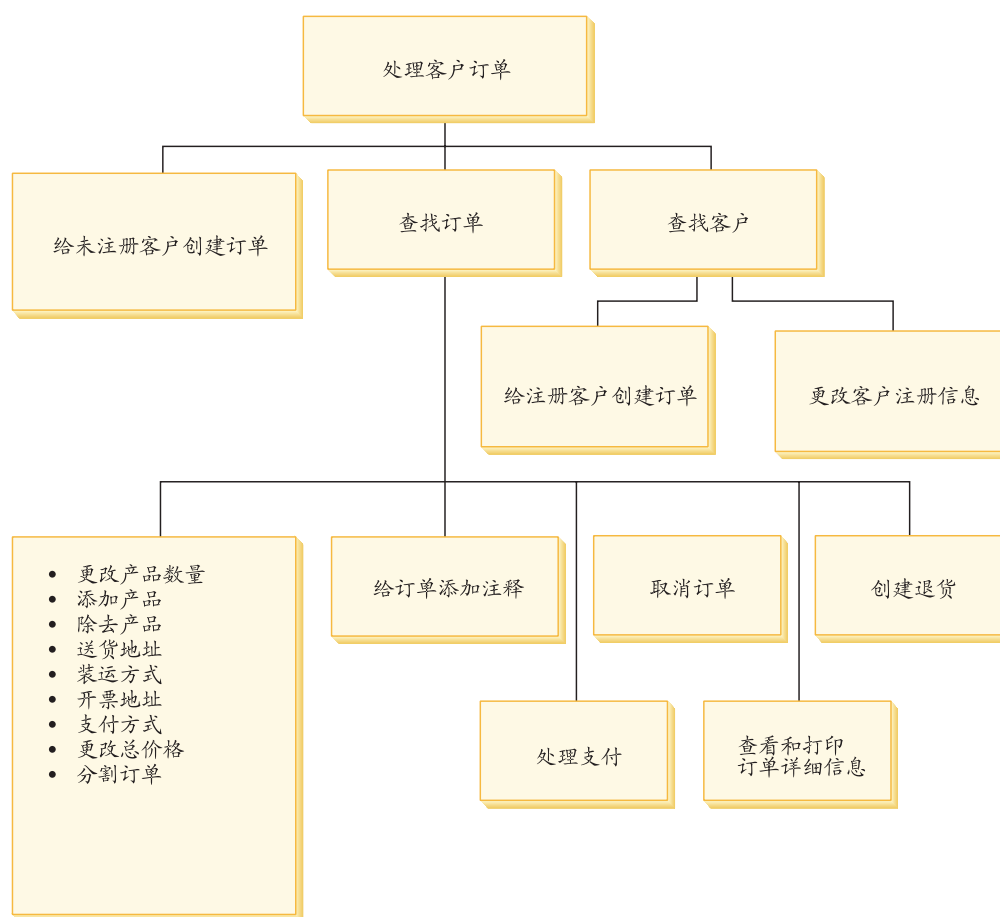 处理客户订单
给未注册客户创建订单
查找订单
查找客户
给注册客户创建订单
更改客户注册信息
• 更改产品数量
• 添加产品
• 除去产品
• 送货地址
• 装运方式
• 开票地址
• 支付方式
• 更改总价格
• 分割订单
给订单添加注释
取消订单
创建退货
处理支付
查看和打印
订单详细信息